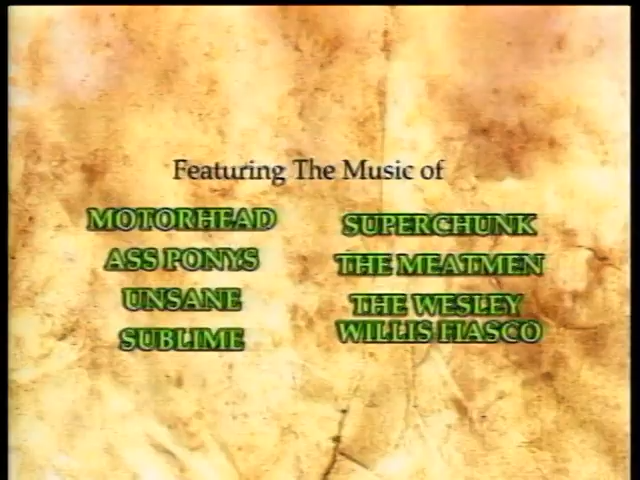 Featuring The Music of
MOTORHEAD
ASS PONYS
UNSANE
SUBLIME
SUPERCHUNK
THE MEATMEN
THE WESLEY
WILLIS FIASCO